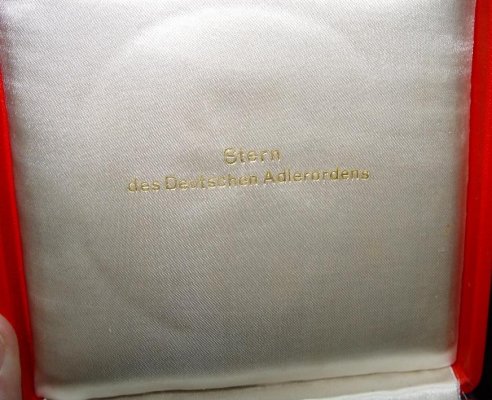 Stern
des Deutschen Adlerordens